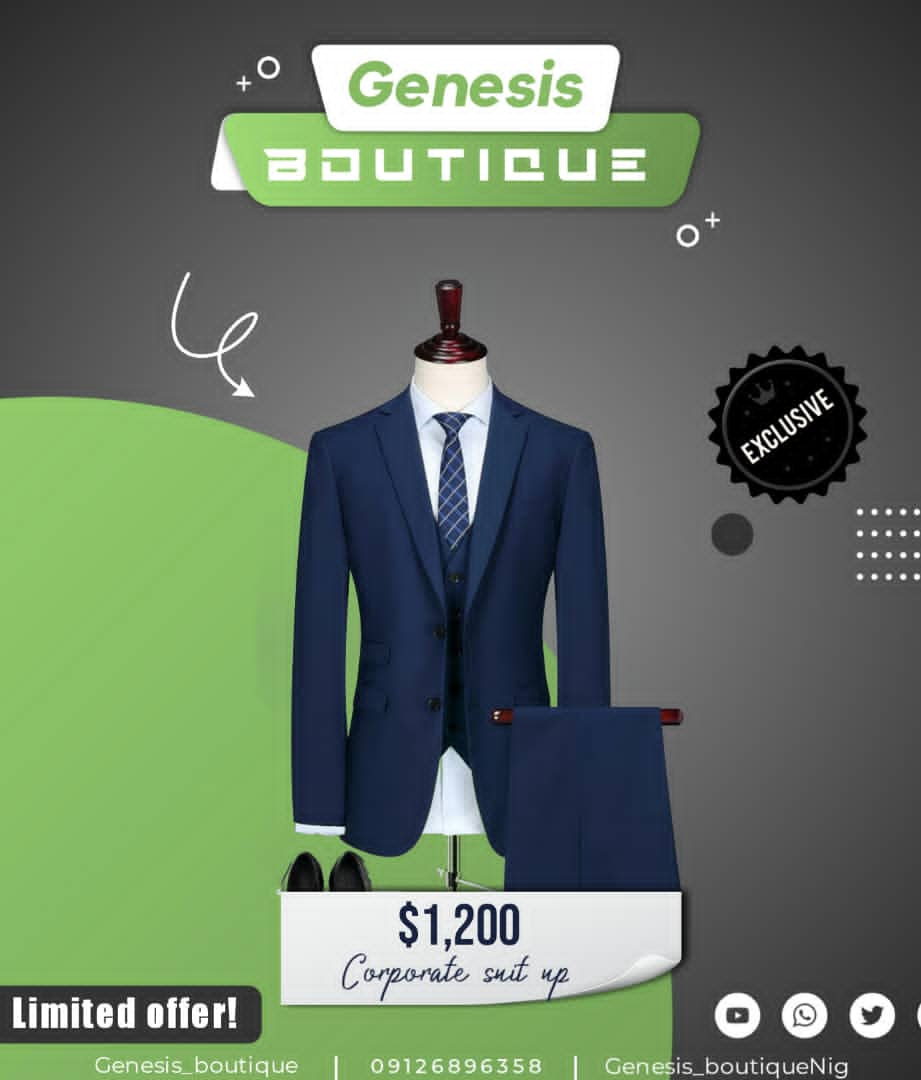 Genesis
BOUTIQUE
EXCLUSIVE
$1,200
Corporate suit up
Limited offer!
Genesis_boutique | 09126896358 | Genesis_boutiqueNig